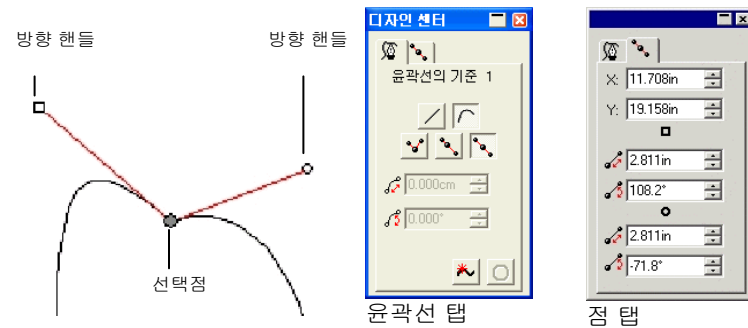 방향 핸들
방향 핸들
선택점
디자인 센터
윤곽선의 기준 1
0.000cm
0.000°
윤곽선 탭
X: 11.708in
Y: 19.158in
2.811in
108.2°
2.811in
-71.8°
점 탭